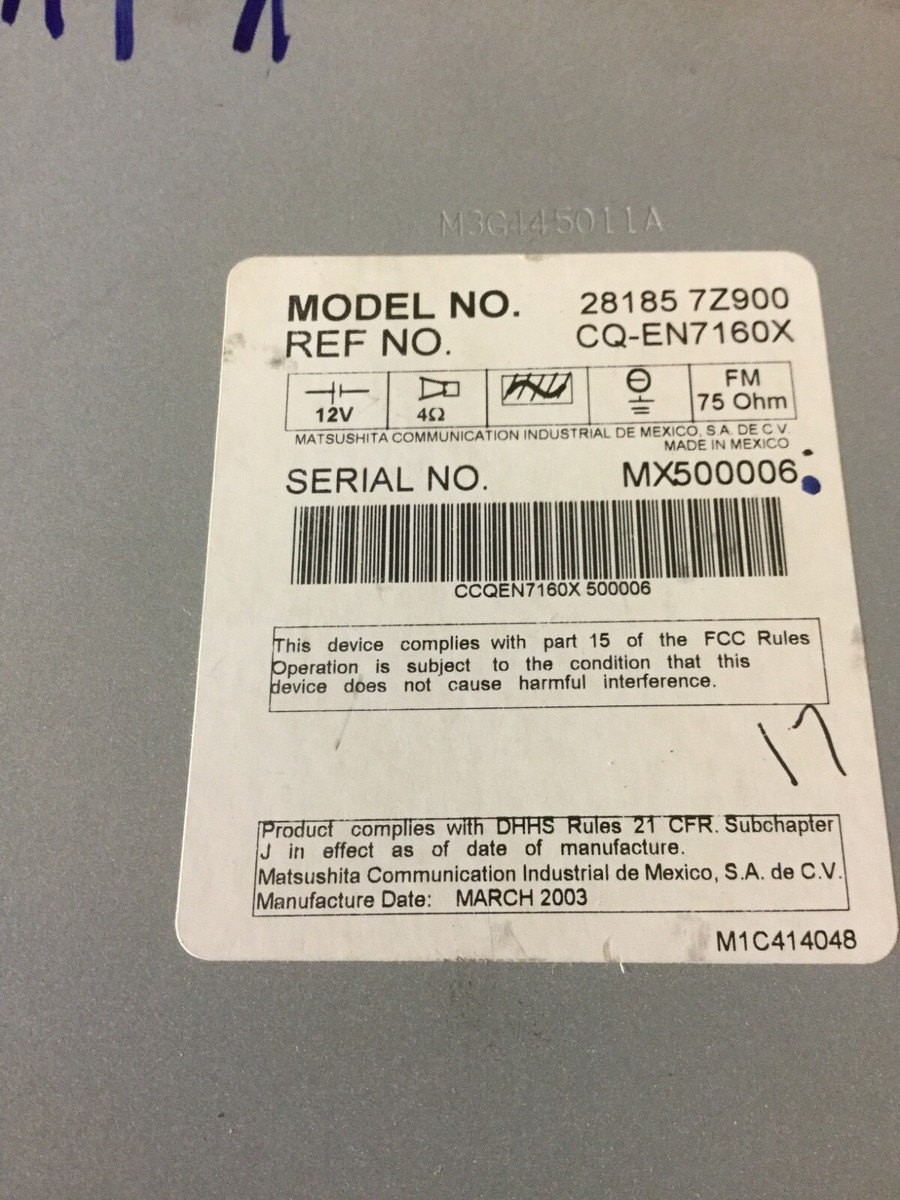 M3G445011A
MODEL NO. 28185 7Z900
REF NO. CQ-EN7160X
12V 4Ω FM 75 Ohm
MATSUSHITA COMMUNICATION INDUSTRIAL DE MEXICO, S.A. DE C.V.
MADE IN MEXICO
SERIAL NO. MX500006
CCQEN7160X 500006
This device complies with part 15 of the FCC Rules
Operation is subject to the condition that this
device does not cause harmful interference.
17
Product complies with DHHS Rules 21 CFR. Subchapter
J in effect as of date of manufacture.
Matsushita Communication Industrial de Mexico, S.A. de C.V.
Manufacture Date: MARCH 2003
M1C414048